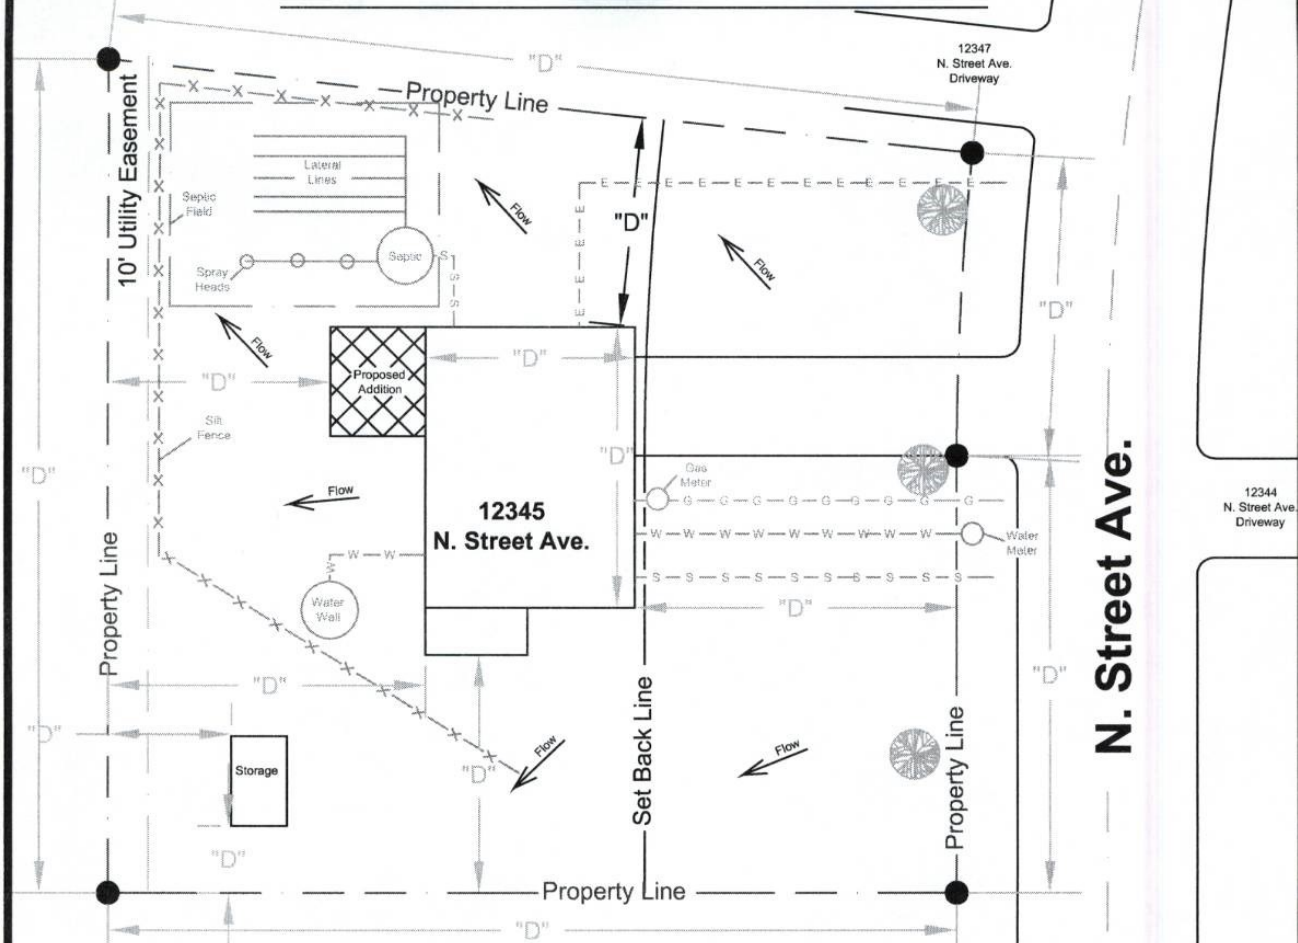 12347
N. Street Ave.
Driveway
"D"
Property Line
10' Utility Easement
X X X X X X X
Lateral
Lines
E E E E E E E E E E E E
Septic
Field
Flow
"D"
Flow
E
E
E
E
Septic
S
S
S
Spray
Heads
"D"
Flow
"D"
"D"
Proposed
Addition
X
X
X
X
X
X
X
X
X
X
X
Silt
Fence
"D"
"D"
N. Street Ave.
Gas
Meter
G G G G G G G G G
12344
N. Street Ave.
Driveway
Flow
12345
N. Street Ave.
W W W W W W W W W
Water
Meter
W W
W
S S S S S S S S S
Property Line
Water
Wall
"D"
X X X X X X X X X
"D"
"D"
"D"
Set Back Line
Property Line
Flow
Flow
"D"
Storage
"D"
"D"
Property Line
"D"